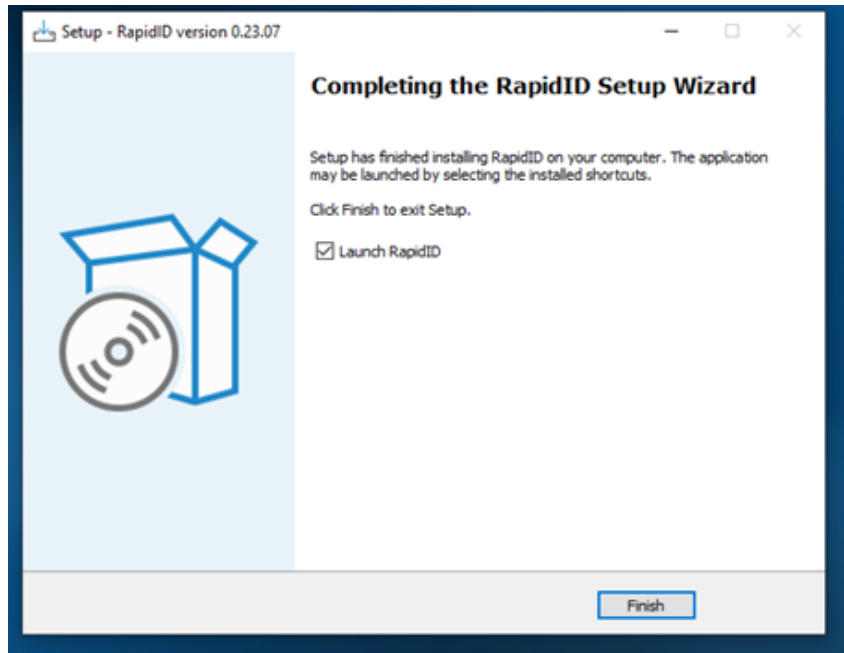 Setup - RapidID version 0.23.07
Completing the RapidID Setup Wizard
Setup has finished installing RapidID on your computer. The application
may be launched by selecting the installed shortcuts.
Click Finish to exit Setup.
Launch RapidID
Finish